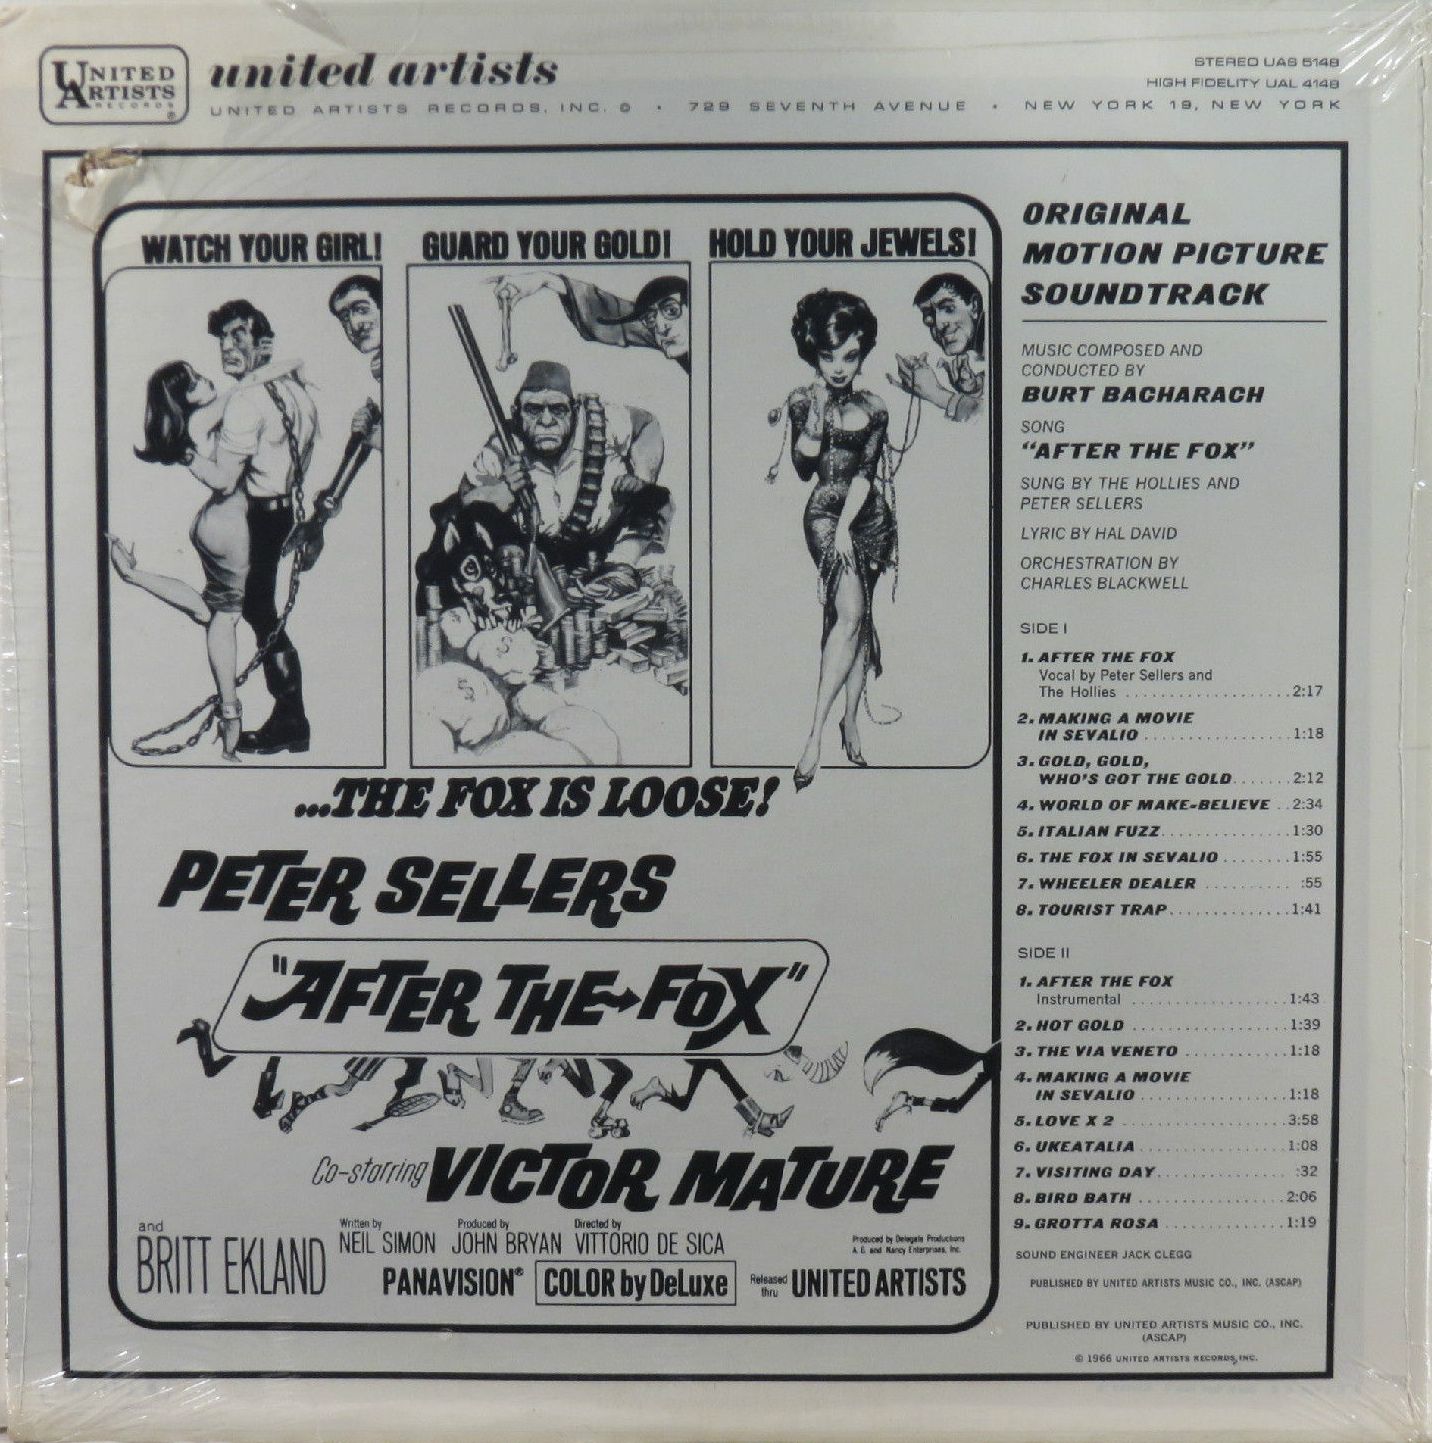 UNITED
ARTISTS
RECORDS
®
united artists
UNITED ARTISTS RECORDS, INC. ® • 729 SEVENTH AVENUE • NEW YORK 19, NEW YORK
STEREO UAS 5148
HIGH FIDELITY UAL 4148
WATCH YOUR GIRL!
GUARD YOUR GOLD!
HOLD YOUR JEWELS!
$
$
$
...THE FOX IS LOOSE!
PETER SELLERS
"AFTER THE FOX"
Co-starring VICTOR MATURE
and
BRITT EKLAND
Written by
NEIL SIMON
Produced by
JOHN BRYAN
Directed by
VITTORIO DE SICA
Produced by Delegate Productions
A. G. and Nancy Enterprises, Inc.
PANAVISION® COLOR by DeLuxe
Released
thru
UNITED ARTISTS
ORIGINAL
MOTION PICTURE
SOUNDTRACK
MUSIC COMPOSED AND
CONDUCTED BY
BURT BACHARACH
SONG
"AFTER THE FOX"
SUNG BY THE HOLLIES AND
PETER SELLERS
LYRIC BY HAL DAVID
ORCHESTRATION BY
CHARLES BLACKWELL
SIDE I
1. AFTER THE FOX
Vocal by Peter Sellers and
The Hollies ....................2:17
2. MAKING A MOVIE
IN SEVALIO .................1:18
3. GOLD, GOLD,
WHO'S GOT THE GOLD.......2:12
4. WORLD OF MAKE-BELIEVE ..2:34
5. ITALIAN FUZZ..............1:30
6. THE FOX IN SEVALIO ........1:55
7. WHEELER DEALER .......... :55
8. TOURIST TRAP..............1:41
SIDE II
1. AFTER THE FOX
Instrumental ..................1:43
2. HOT GOLD ..................1:39
3. THE VIA VENETO ............1:18
4. MAKING A MOVIE
IN SEVALIO .................1:18
5. LOVE X 2 ....................3:58
6. UKEATALIA .................1:08
7. VISITING DAY............... :32
8. BIRD BATH .................2:06
9. GROTTA ROSA ..............1:19
SOUND ENGINEER JACK CLEGG
PUBLISHED BY UNITED ARTISTS MUSIC CO., INC. (ASCAP)
PUBLISHED BY UNITED ARTISTS MUSIC CO., INC.
(ASCAP)
© 1966 UNITED ARTISTS RECORDS, INC.